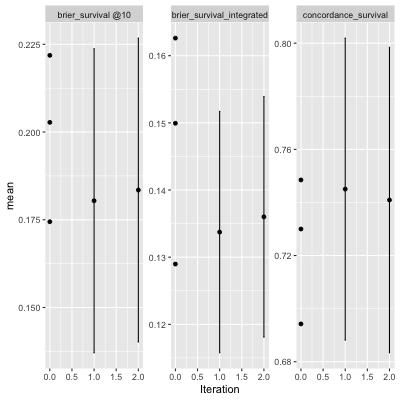 brier_survival @10
brier_survival_integrated
concordance_survival
mean
0.225
0.200
0.175
0.150
0.16
0.15
0.14
0.13
0.12
0.80
0.76
0.72
0.68
0.0 0.5 1.0 1.5 2.0
0.0 0.5 1.0 1.5 2.0
0.0 0.5 1.0 1.5 2.0
Iteration